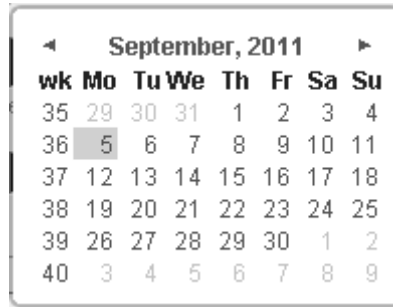 ◄ September, 2011 ►
wk Mo Tu We Th Fr Sa Su
35 29 30 31 1 2 3 4
36 5 6 7 8 9 10 11
37 12 13 14 15 16 17 18
38 19 20 21 22 23 24 25
39 26 27 28 29 30 1 2
40 3 4 5 6 7 8 9